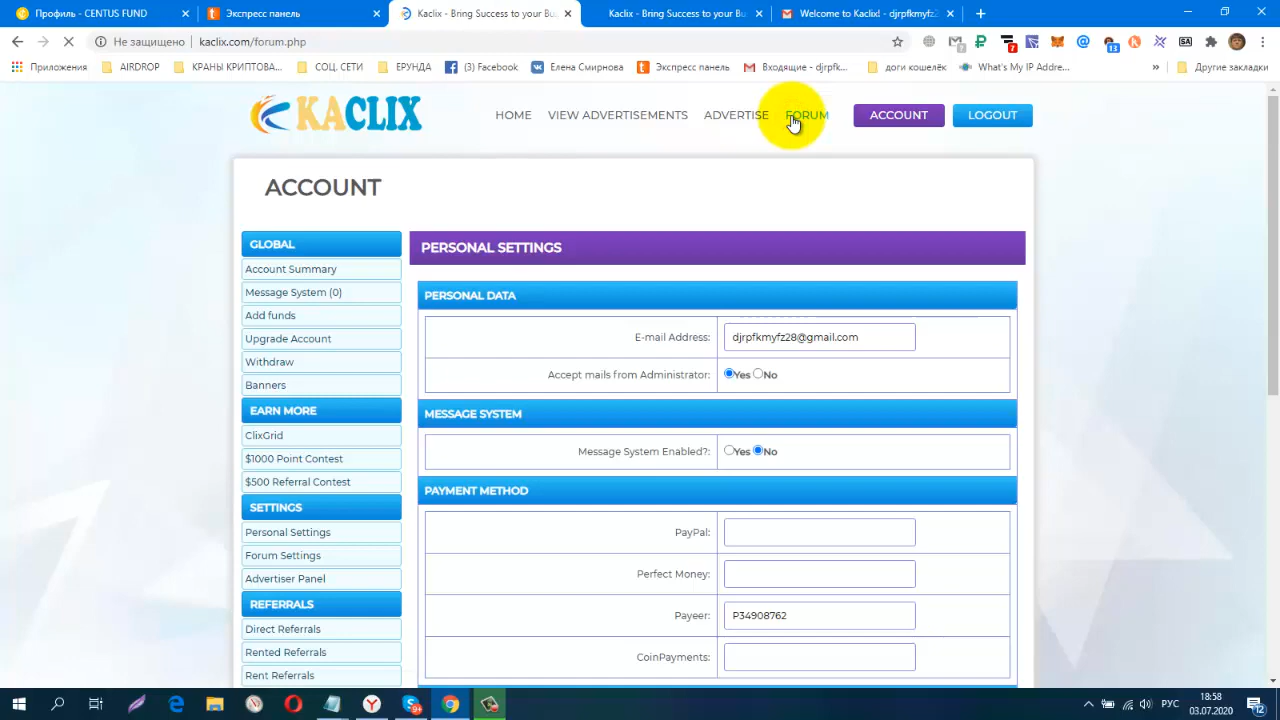 Профиль - CENTUS FUND
Экспресс панель
Kaclix - Bring Success to your Bus
Kaclix - Bring Success to your Bu
Welcome to Kaclix! - djrpfkmyfz2
Не защищено
kaclix.com/forum.php
Приложения
AIRDROP
КРАНЫ КРИПТОВА...
СОЦ. СЕТИ
ЕРУНДА
(3) Facebook
Елена Смирнова
Экспресс панель
Входящие - djrpfk...
доги кошелёк
What's My IP Addre...
Другие закладки
KACLIX
HOME
VIEW ADVERTISEMENTS
ADVERTISE
FORUM
ACCOUNT
LOGOUT
ACCOUNT
GLOBAL
Account Summary
Message System (0)
Add funds
Upgrade Account
Withdraw
Banners
EARN MORE
ClixGrid
$1000 Point Contest
$500 Referral Contest
SETTINGS
Personal Settings
Forum Settings
Advertiser Panel
REFERRALS
Direct Referrals
Rented Referrals
Rent Referrals
PERSONAL SETTINGS
PERSONAL DATA
E-mail Address: djrpfkmyfz28@gmail.com
Accept mails from Administrator: Yes No
MESSAGE SYSTEM
Message System Enabled?: Yes No
PAYMENT METHOD
PayPal:
Perfect Money:
Payeer: P34908762
CoinPayments:
РУС
18:58
03.07.2020